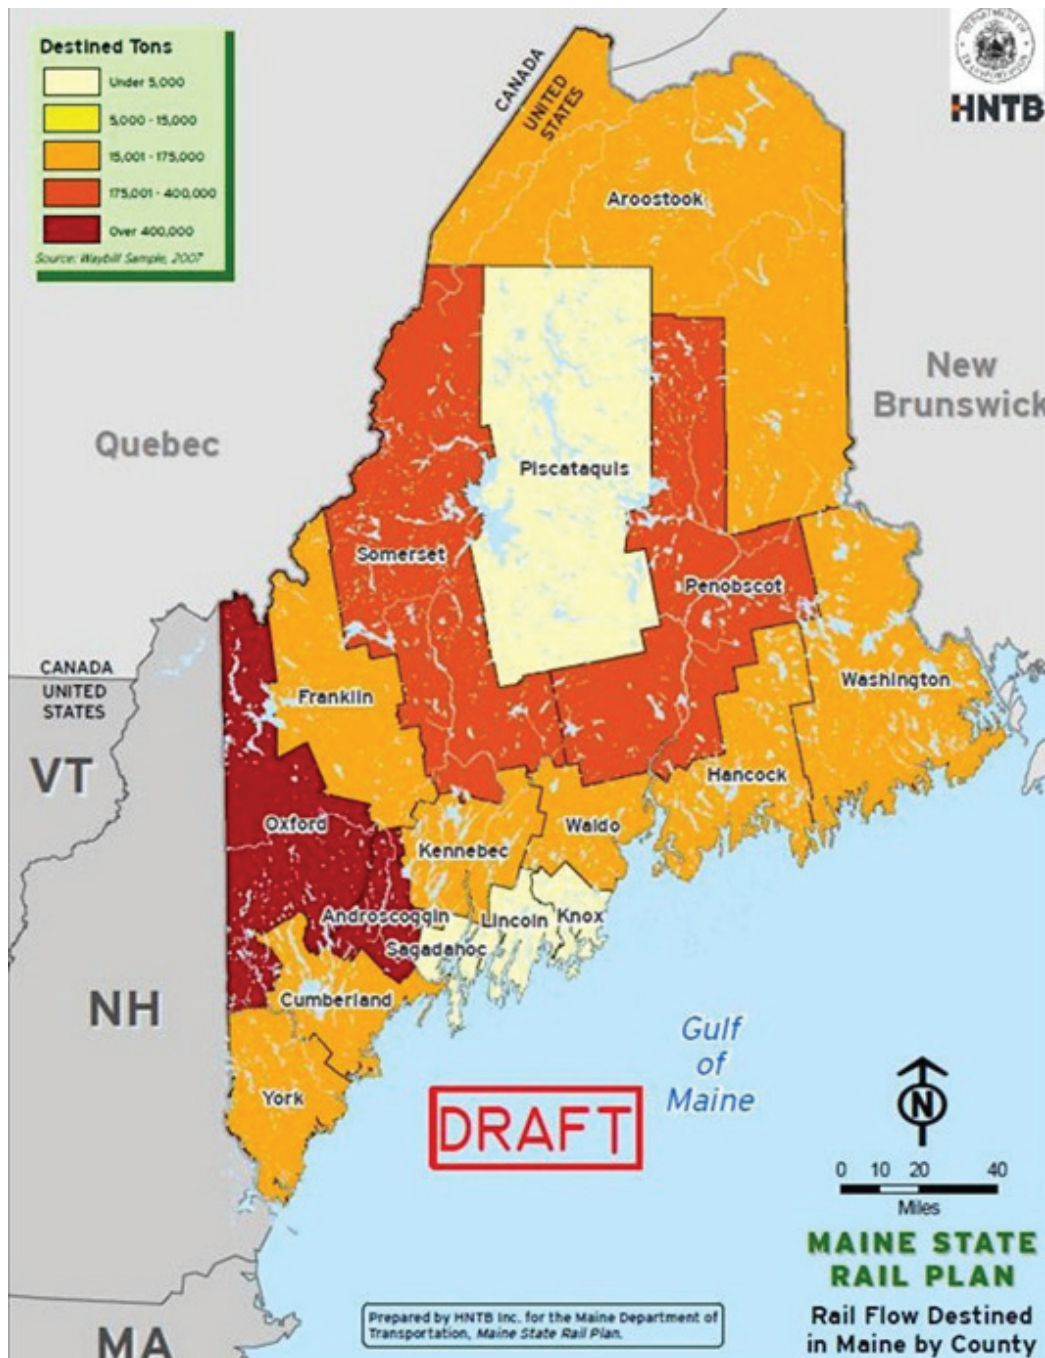 Destined Tons
Under 5,000
5,000 - 15,000
15,001 - 175,000
175,001 - 400,000
Over 400,000
Source: Waybill Sample, 2007
DEPARTMENT OF
TRANSPORTATION
HNTB
CANADA
UNITED
STATES
Aroostook
New
Brunswick
Quebec
Piscataquis
Somerset
Penobscot
CANADA
UNITED
STATES
Franklin
Washington
VT
Hancock
Oxford
Waldo
Kennebec
Androscoggin
Lincoln
Knox
Sagadahoc
NH
Cumberland
Gulf
of
Maine
York
DRAFT
N
0 10 20 40
Miles
MAINE STATE
RAIL PLAN
Rail Flow Destined
in Maine by County
Prepared by HNTB Inc. for the Maine Department of
Transportation, Maine State Rail Plan.
MA